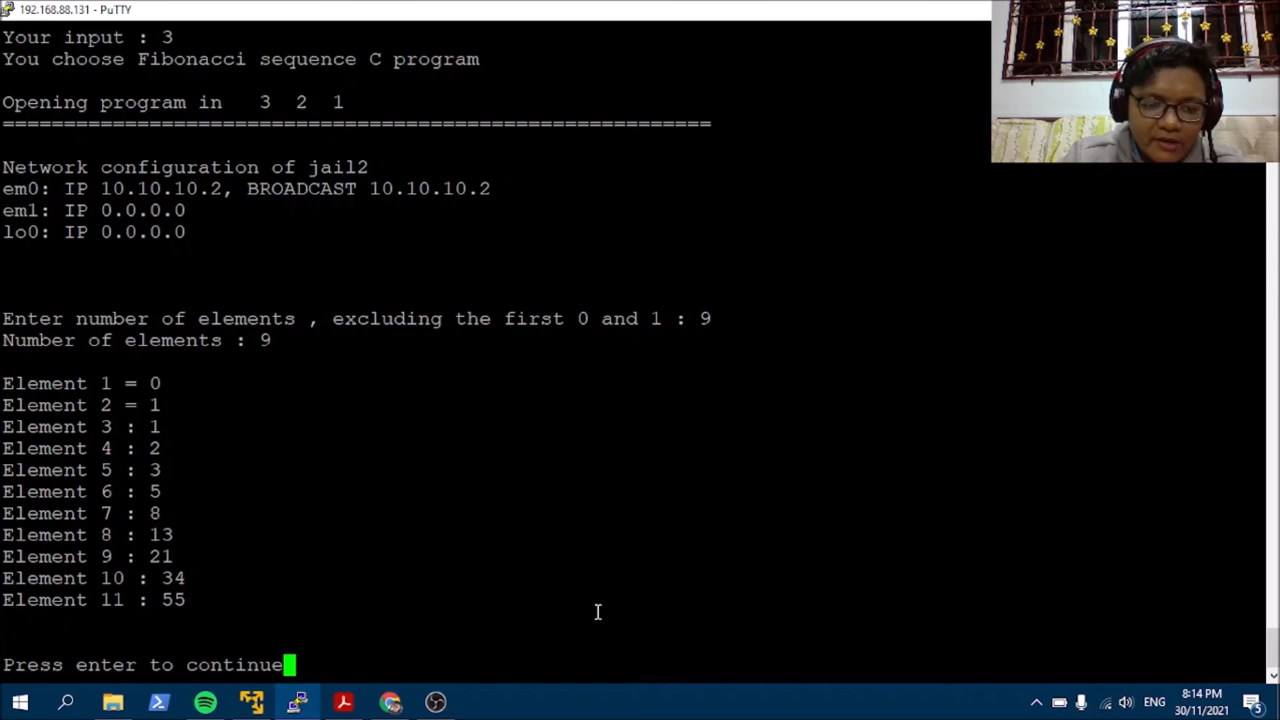 192.168.88.131 - PuTTY
Your input : 3
You choose Fibonacci sequence C program
Opening program in   3  2  1
==========================================================
Network configuration of jail2
em0: IP 10.10.10.2, BROADCAST 10.10.10.2
em1: IP 0.0.0.0
lo0: IP 0.0.0.0
Enter number of elements , excluding the first 0 and 1 : 9
Number of elements : 9
Element 1 = 0
Element 2 = 1
Element 3 : 1
Element 4 : 2
Element 5 : 3
Element 6 : 5
Element 7 : 8
Element 8 : 13
Element 9 : 21
Element 10 : 34
Element 11 : 55
Press enter to continue
ENG
8:14 PM
30/11/2021
5